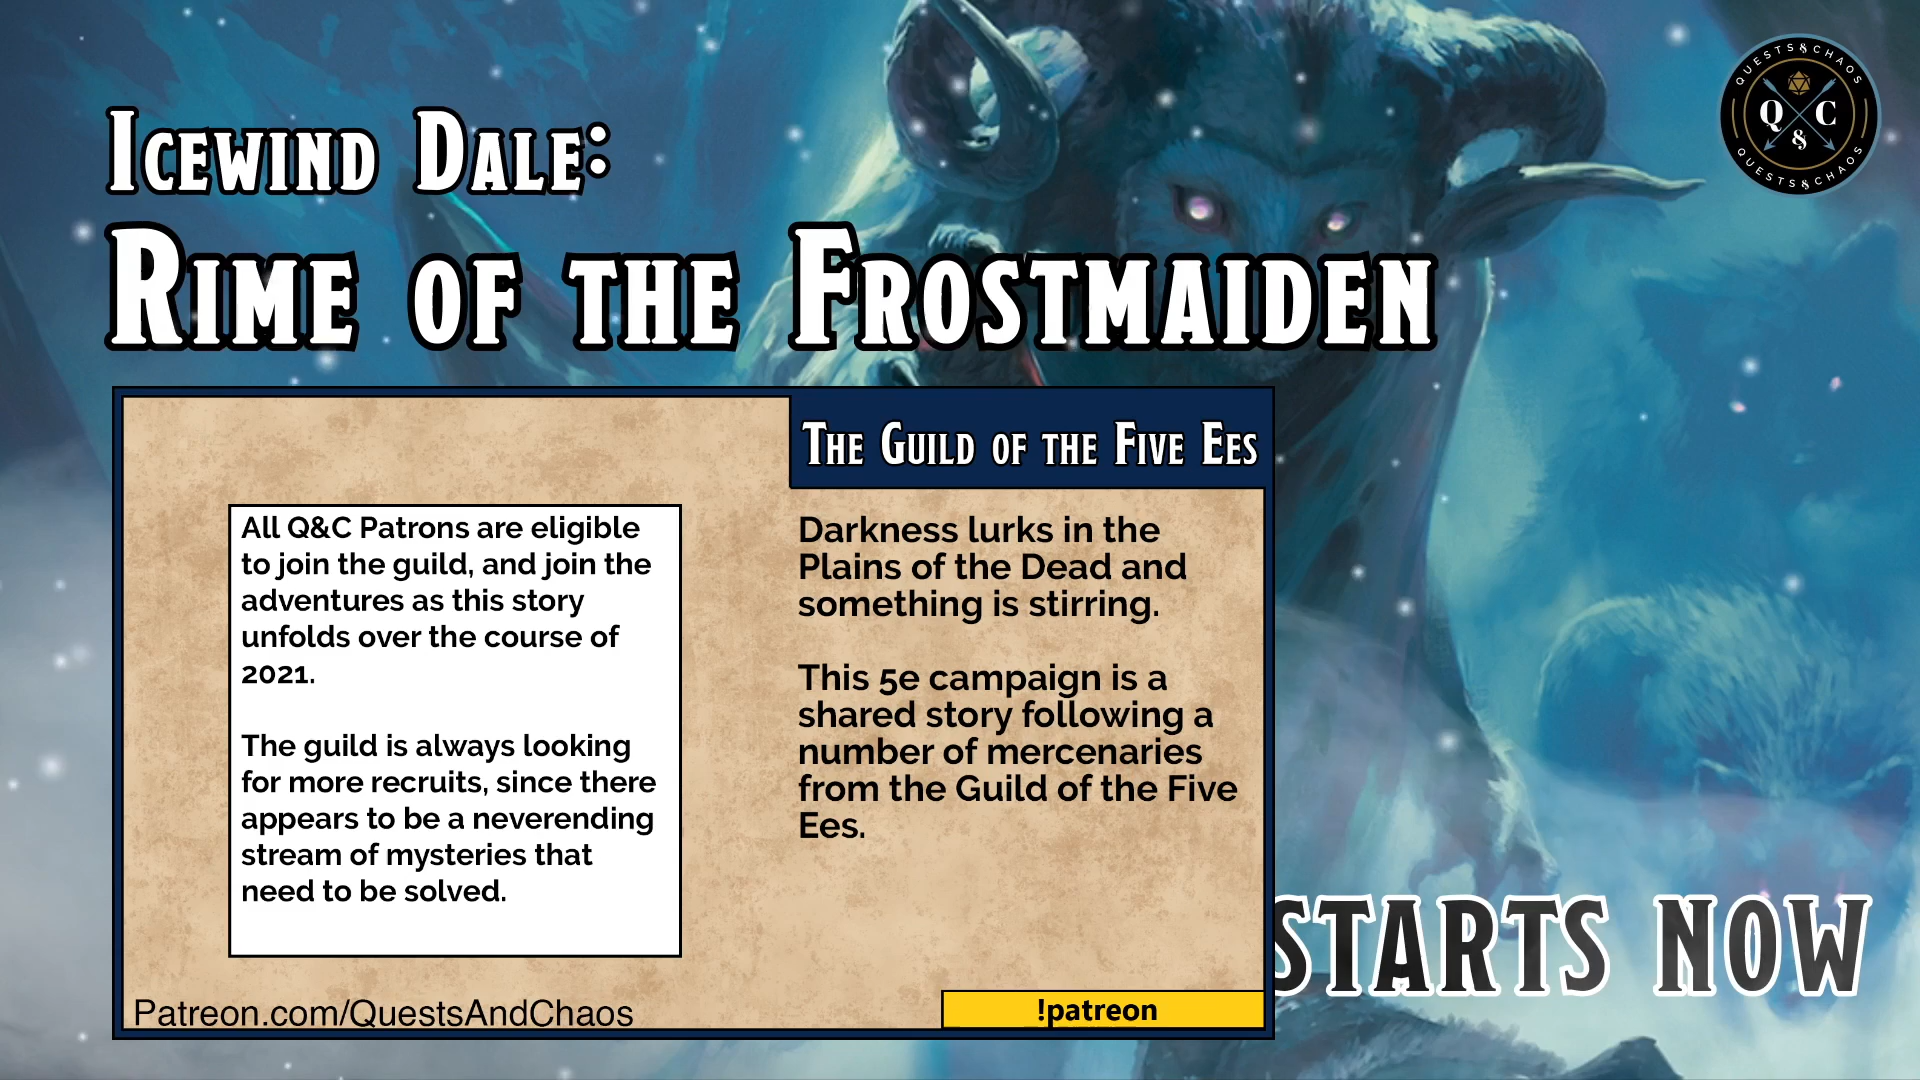 Icewind Dale:
Rime of the Frostmaiden
QUESTS&CHAOS
Q&C
QUESTS&CHAOS
The Guild of the Five Ees
All Q&C Patrons are eligible
to join the guild, and join the
adventures as this story
unfolds over the course of
2021.
The guild is always looking
for more recruits, since there
appears to be a neverending
stream of mysteries that
need to be solved.
Darkness lurks in the
Plains of the Dead and
something is stirring.
This 5e campaign is a
shared story following a
number of mercenaries
from the Guild of the Five
Ees.
Patreon.com/QuestsAndChaos
!patreon
STARTS NOW